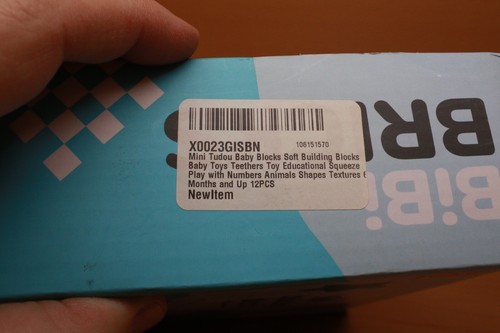 X0023GISBN 106151570
Mini Tudou Baby Blocks Soft Building Blocks
Baby Toys Teethers Toy Educational Squeeze
Play with Numbers Animals Shapes Textures 6
Months and Up 12PCS
NewItem
BiBi